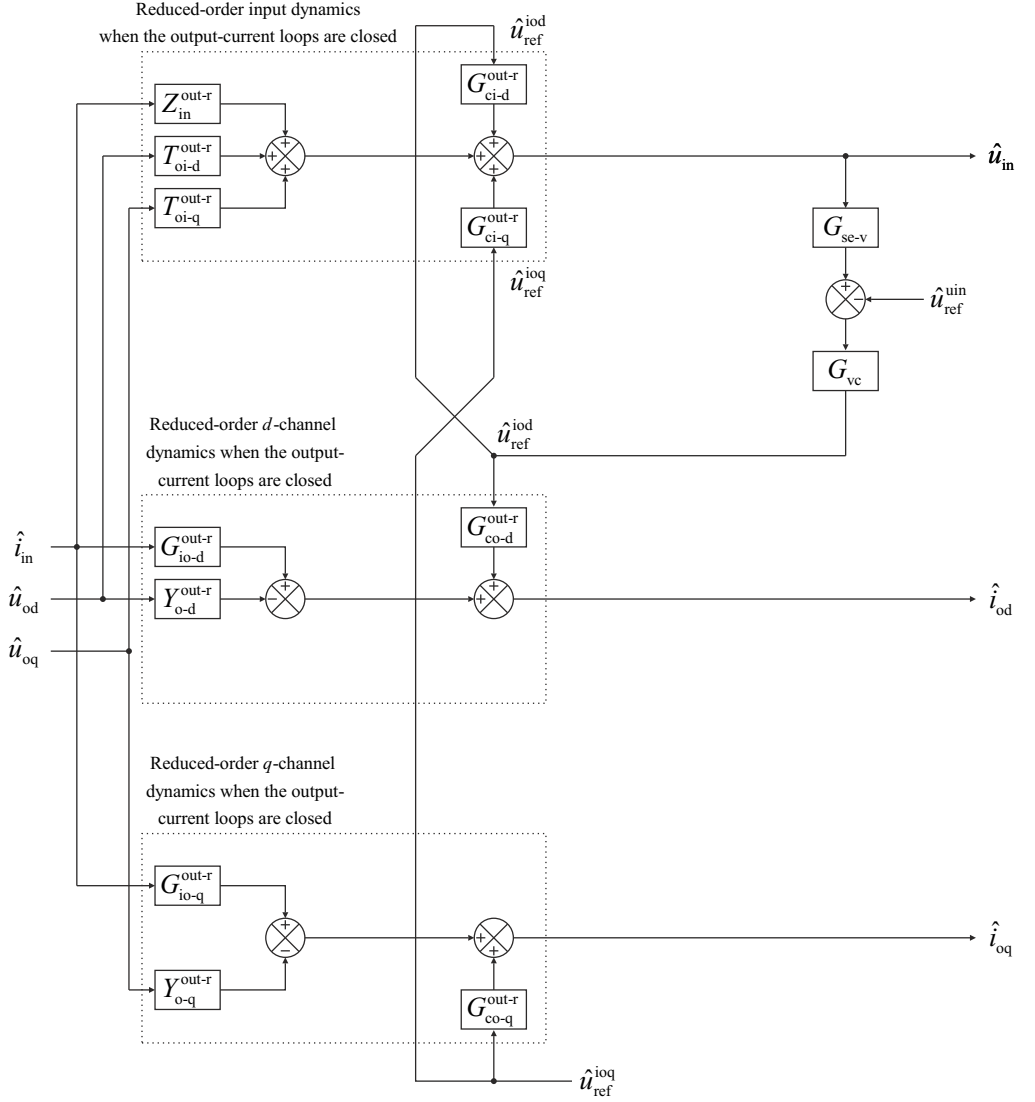 Reduced-order input dynamics
when the output-current loops are closed
û_ref^iod
G_ci-d^out-r
Z_in^out-r
+
T_oi-d^out-r
+
+
+
+
û_in
T_oi-q^out-r
+
G_ci-q^out-r
G_se-v
û_ref^ioq
+
-
û_ref^uin
G_vc
Reduced-order d-channel
dynamics when the output-
current loops are closed
û_ref^iod
G_co-d^out-r
î_in
G_io-d^out-r
+
+
û_od
Y_o-d^out-r
-
+
î_od
û_oq
Reduced-order q-channel
dynamics when the output-
current loops are closed
G_io-q^out-r
+
-
+
+
î_oq
Y_o-q^out-r
G_co-q^out-r
û_ref^ioq